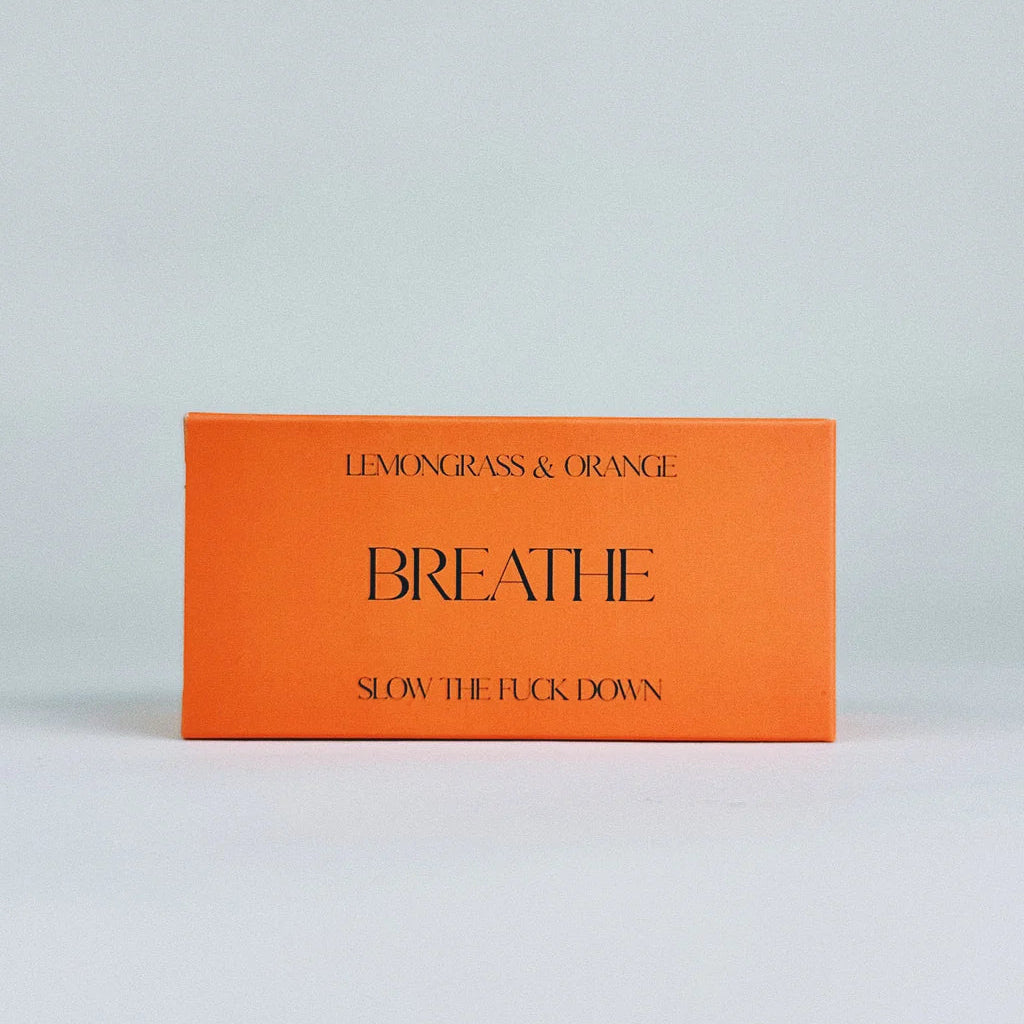 LEMONGRASS & ORANGE
BREATHE
SLOW THE FUCK DOWN